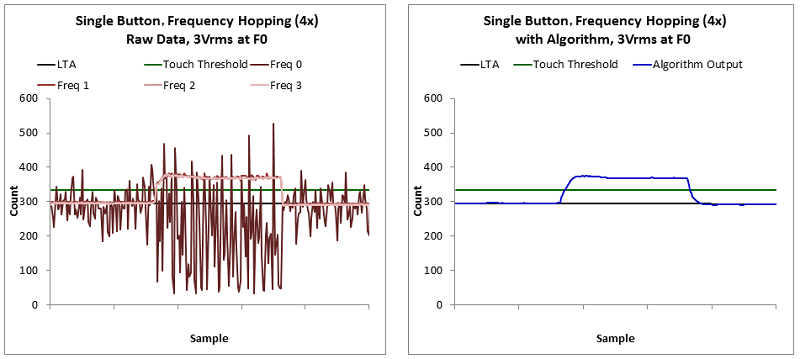 Single Button, Frequency Hopping (4x)
Raw Data, 3Vrms at F0
LTA
Touch Threshold
Freq 0
Freq 1
Freq 2
Freq 3
600
500
400
300
200
100
0
Count
Sample
Single Button, Frequency Hopping (4x)
with Algorithm, 3Vrms at F0
LTA
Touch Threshold
Algorithm Output
600
500
400
300
200
100
0
Count
Sample